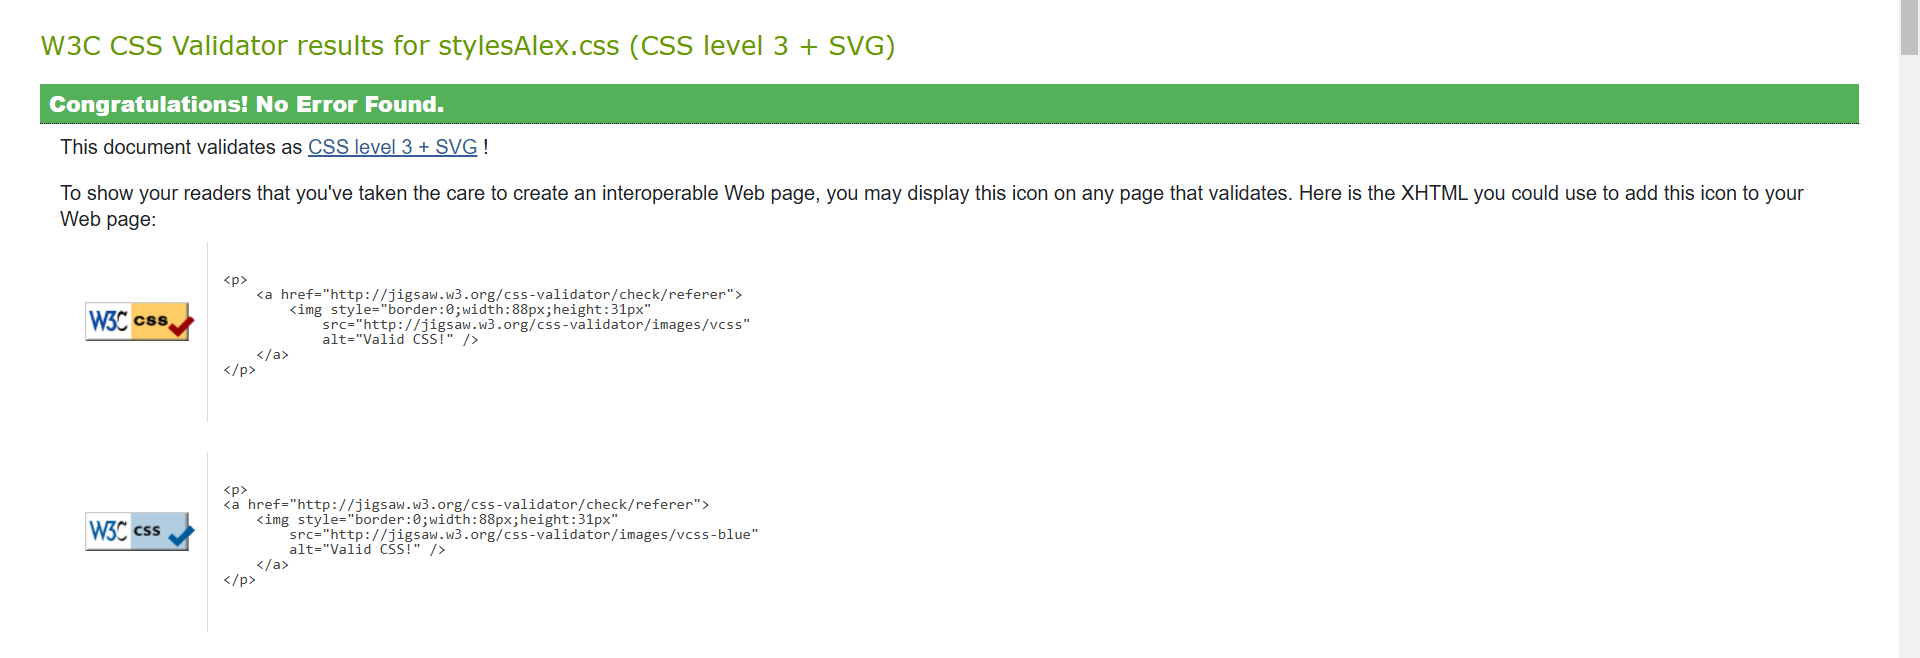 W3C CSS Validator results for stylesAlex.css (CSS level 3 + SVG)
Congratulations! No Error Found.
This document validates as CSS level 3 + SVG !
To show your readers that you've taken the care to create an interoperable Web page, you may display this icon on any page that validates. Here is the XHTML you could use to add this icon to your
Web page:
<p>
    <a href="http://jigsaw.w3.org/css-validator/check/referer">
        <img style="border:0;width:88px;height:31px"
W3C css
            src="http://jigsaw.w3.org/css-validator/images/vcss"
            alt="Valid CSS!" />
    </a>
</p>
<p>
<a href="http://jigsaw.w3.org/css-validator/check/referer">
    <img style="border:0;width:88px;height:31px"
W3C css
        src="http://jigsaw.w3.org/css-validator/images/vcss-blue"
        alt="Valid CSS!" />
    </a>
</p>